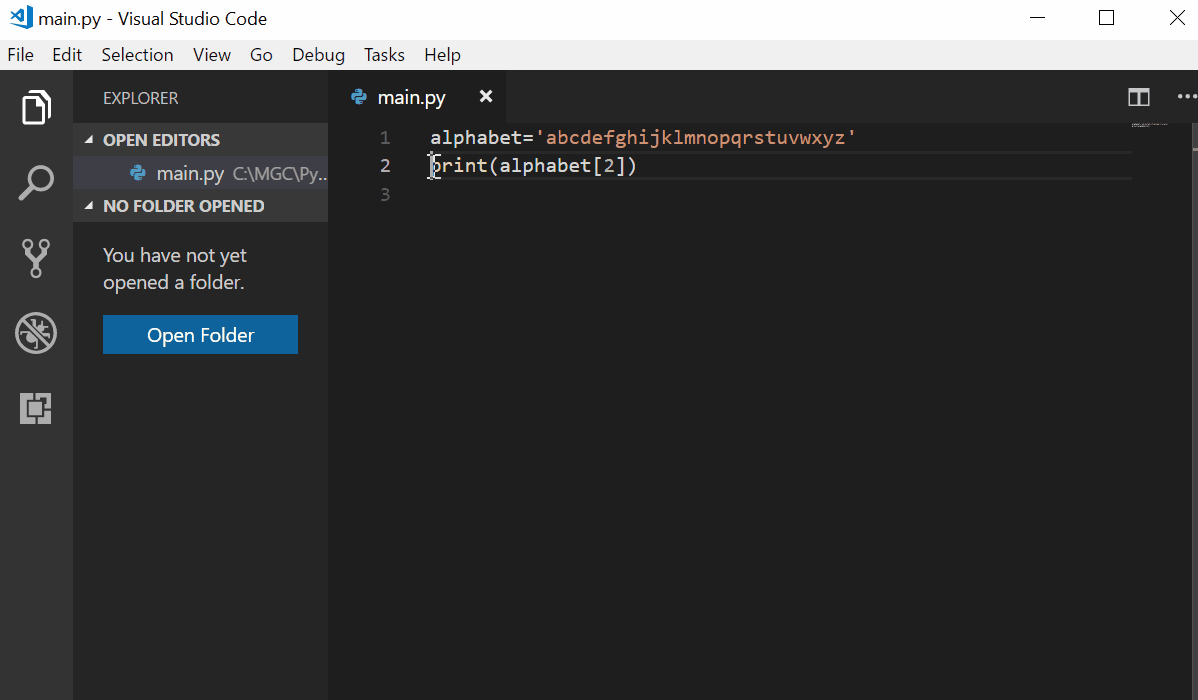 main.py - Visual Studio Code
File Edit Selection View Go Debug Tasks Help
EXPLORER
OPEN EDITORS
main.py C:\MGC\Py...
NO FOLDER OPENED
You have not yet
opened a folder.
Open Folder
main.py
1 alphabet='abcdefghijklmnopqrstuvwxyz'
2 print(alphabet[2])
3